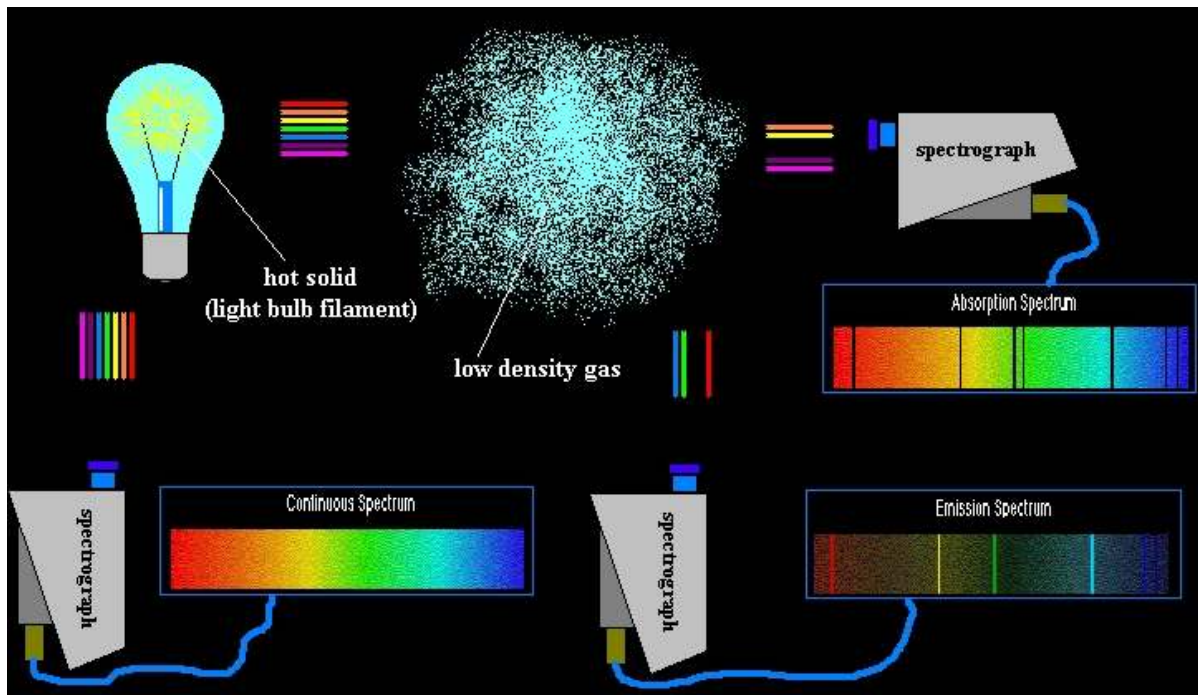 spectrograph
hot solid
(light bulb filament)
low density gas
Absorption Spectrum
spectrograph
Continuous Spectrum
spectrograph
Emission Spectrum